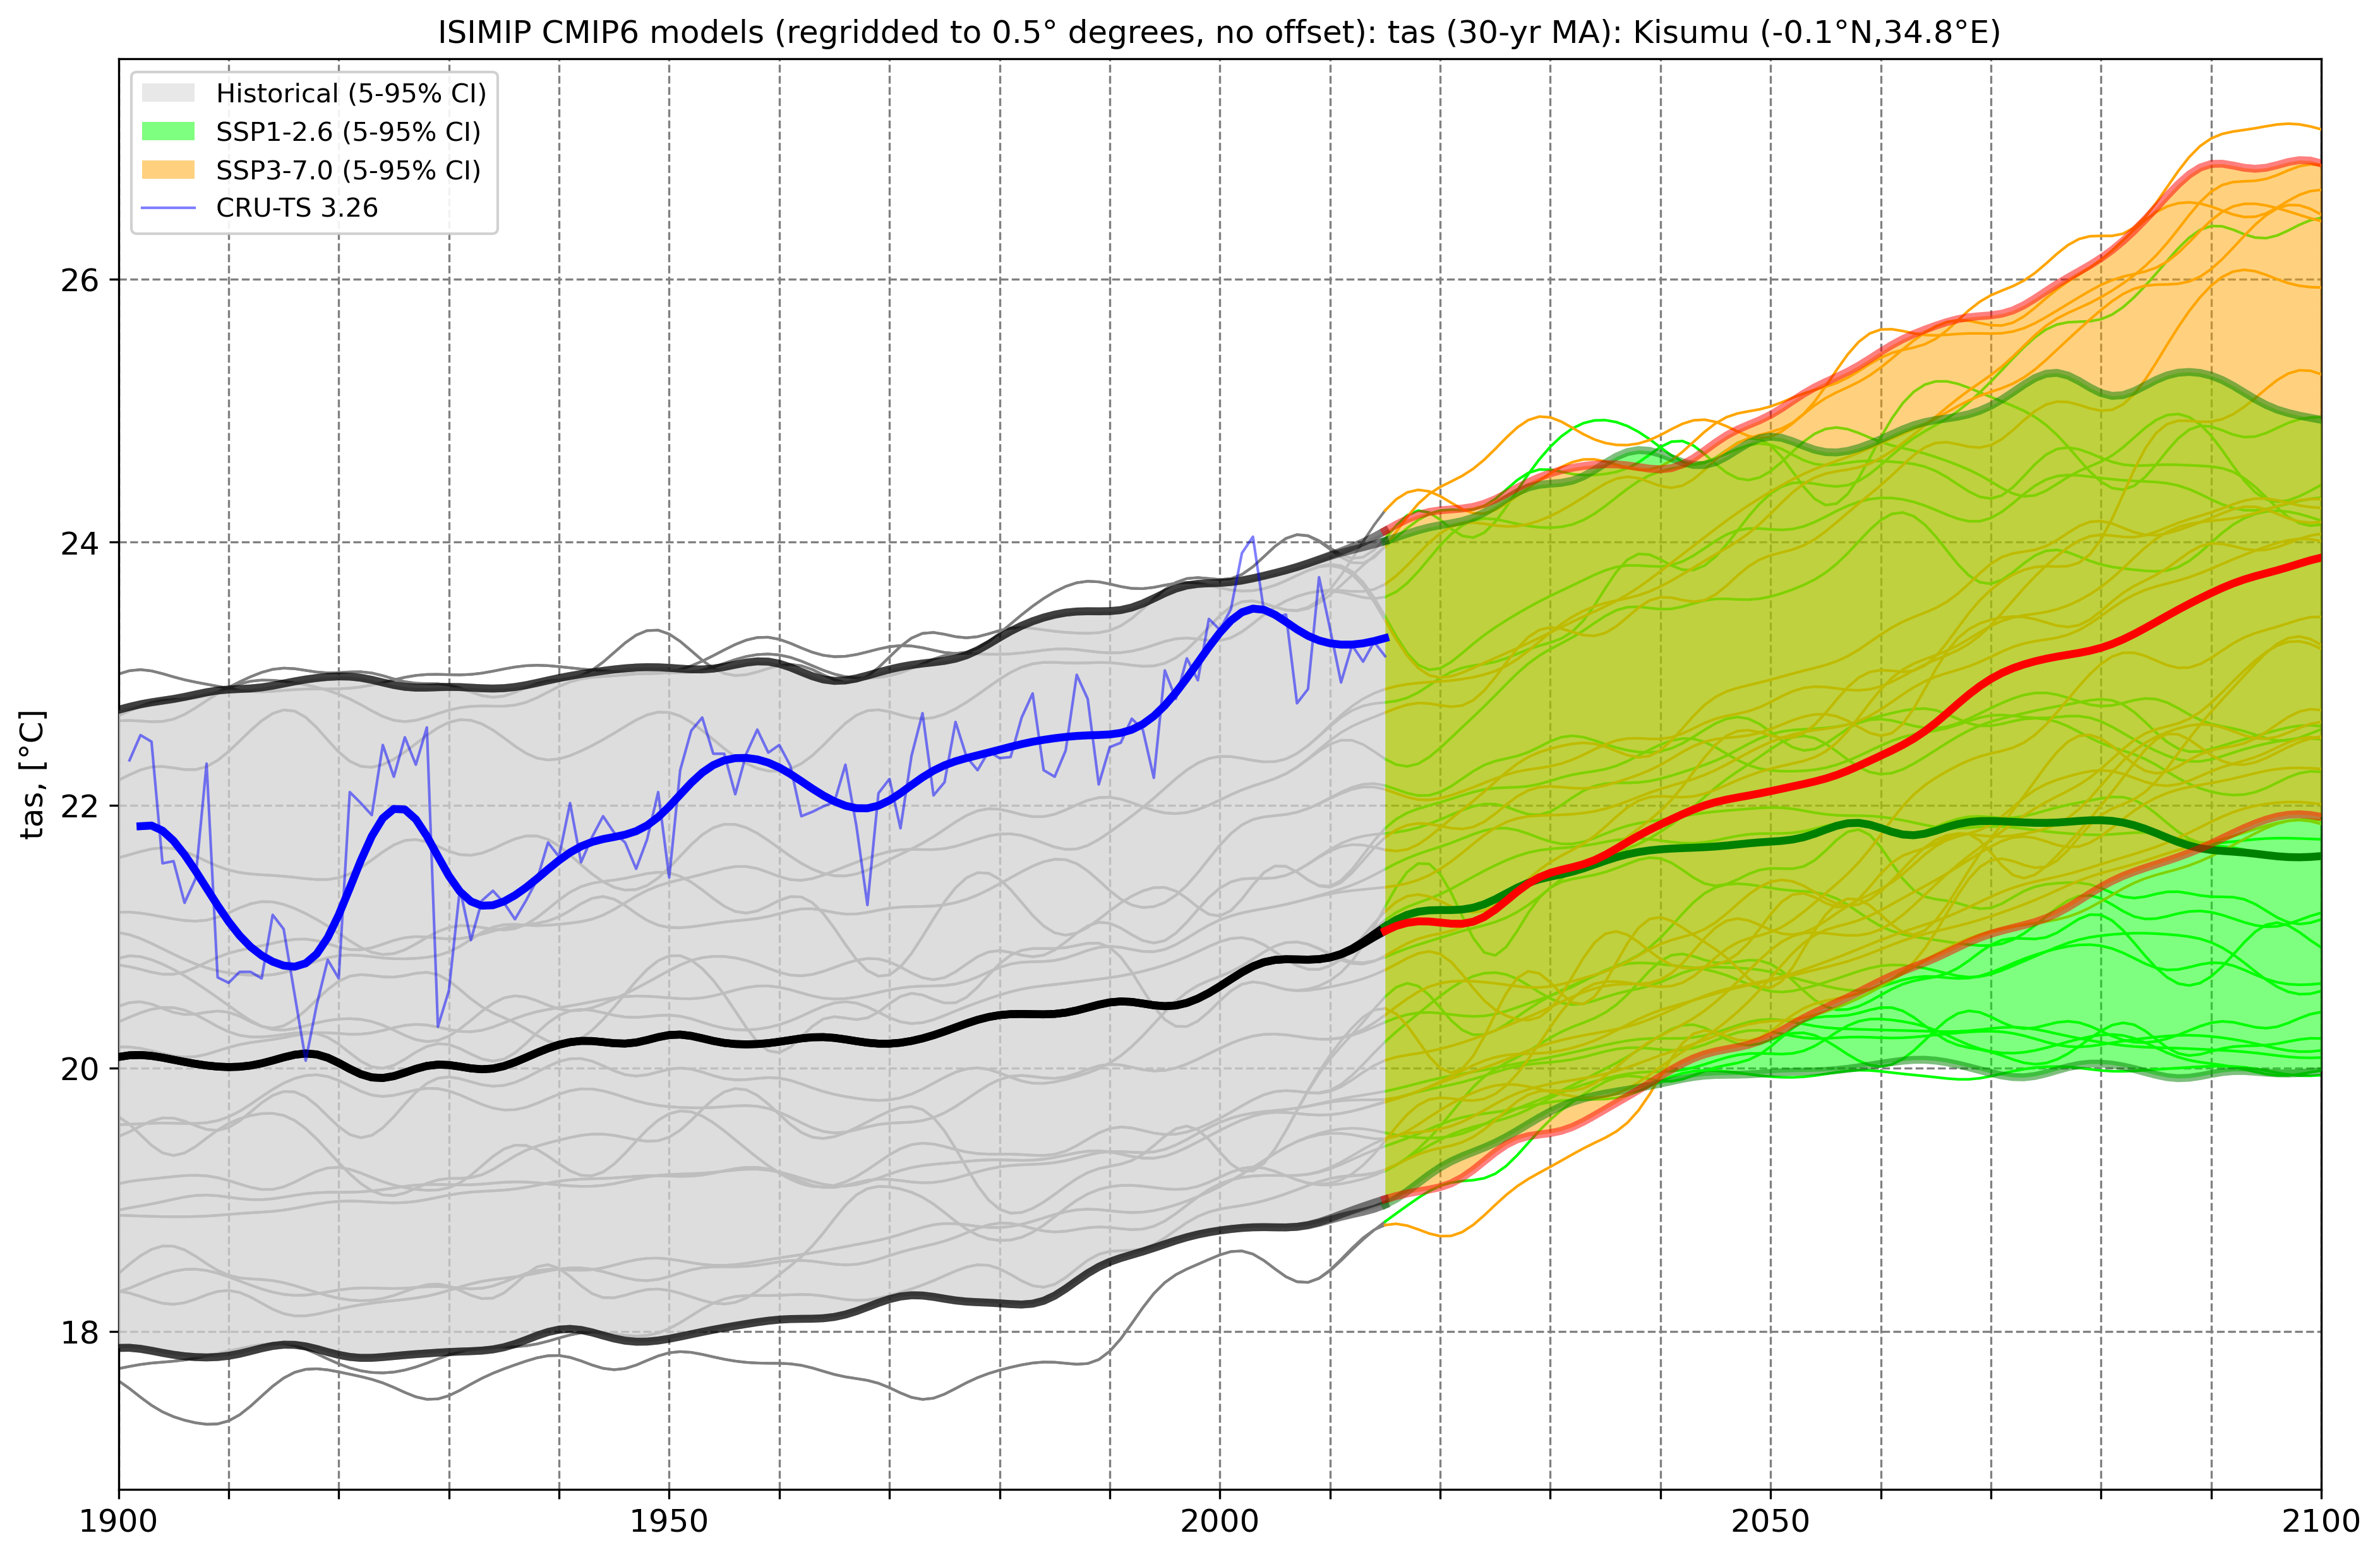 ISIMIP CMIP6 models (regridded to 0.5° degrees, no offset): tas (30-yr MA): Kisumu (-0.1°N,34.8°E)
Historical (5-95% CI)
SSP1-2.6 (5-95% CI)
SSP3-7.0 (5-95% CI)
CRU-TS 3.26
26
24
22
20
18
tas, [°C]
1900
1950
2000
2050
2100